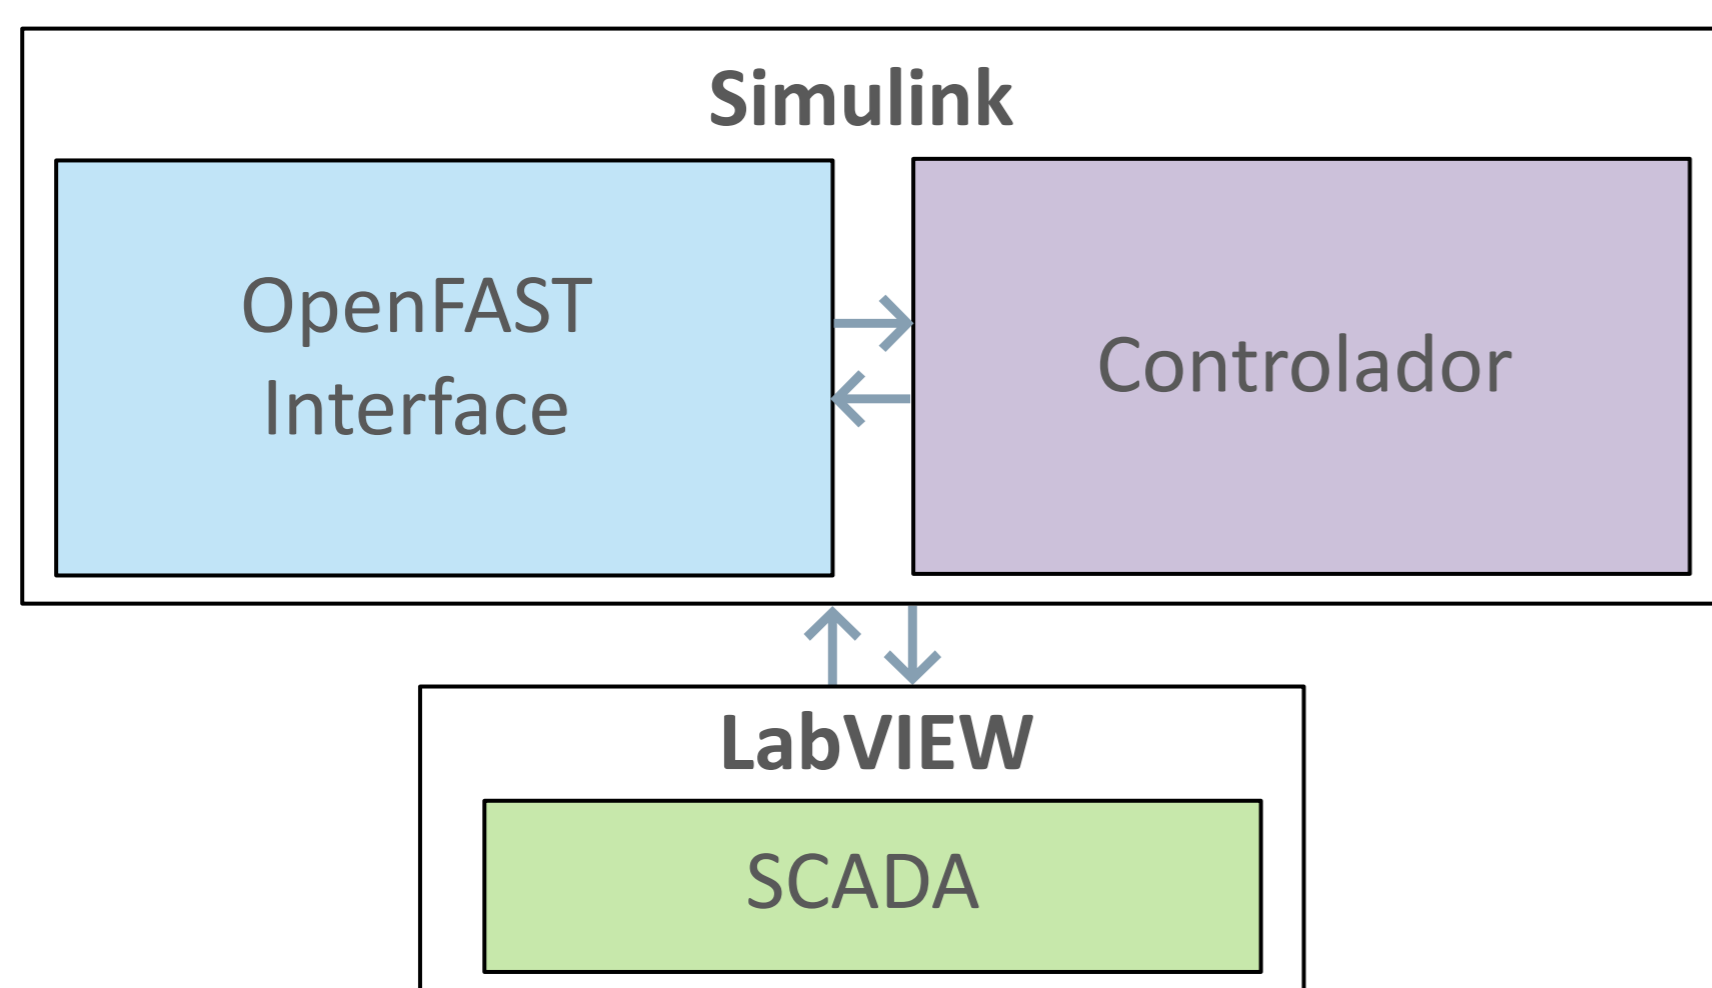 Simulink
OpenFAST
Interface
Controlador
LabVIEW
SCADA